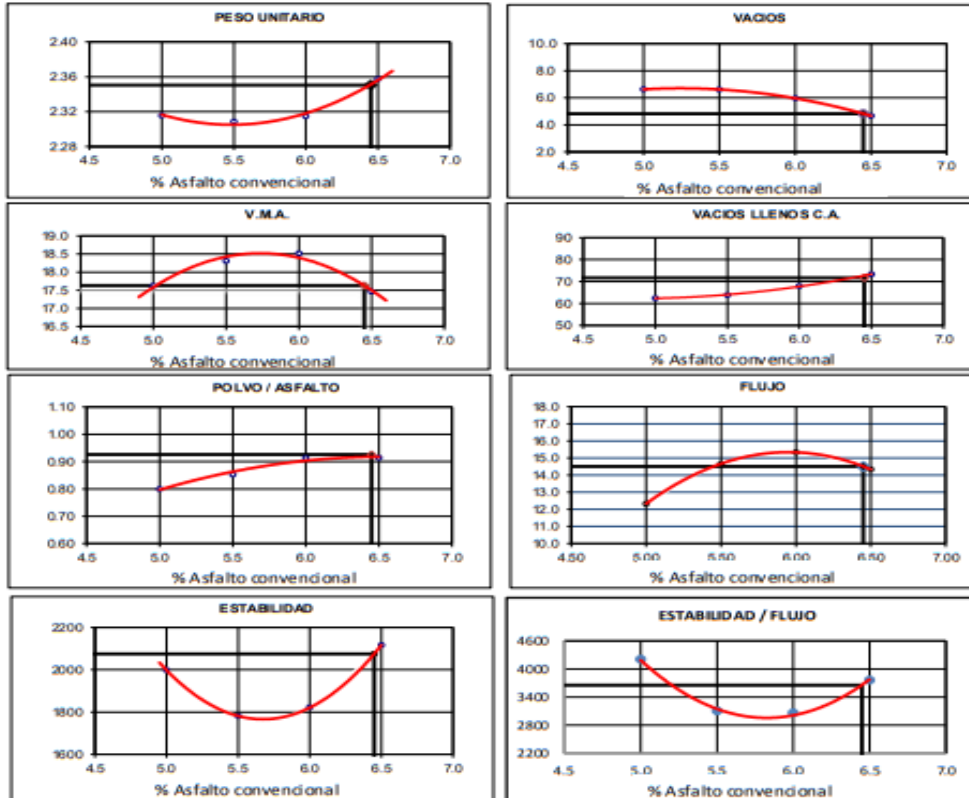 PESO UNITARIO
2.40
2.36
2.32
2.28
4.5 5.0 5.5 6.0 6.5 7.0
% Asfalto convencional
VACIOS
10.0
8.0
6.0
4.0
2.0
4.5 5.0 5.5 6.0 6.5 7.0
% Asfalto convencional
V.M.A.
19.0
18.5
18.0
17.5
17.0
16.5
4.5 5.0 5.5 6.0 6.5 7.0
% Asfalto convencional
VACIOS LLENOS C.A.
90
80
70
60
50
4.5 5.0 5.5 6.0 6.5 7.0
% Asfalto convencional
POLVO / ASFALTO
1.10
1.00
0.90
0.80
0.70
0.60
4.5 5.0 5.5 6.0 6.5 7.0
% Asfalto convencional
FLUJO
18.0
17.0
16.0
15.0
14.0
13.0
12.0
11.0
10.0
4.50 5.00 5.50 6.00 6.50 7.00
% Asfalto convencional
ESTABILIDAD
2200
2000
1800
1600
4.5 5.0 5.5 6.0 6.5 7.0
% Asfalto convencional
ESTABILIDAD / FLUJO
4600
4000
3400
2800
2200
4.5 5.0 5.5 6.0 6.5 7.0
% Asfalto convencional